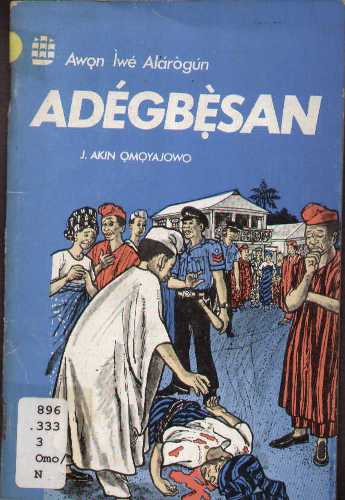 Awọn Ìwé Alárògún
ADÉGBẸ̀SAN
J. AKIN ỌMỌYAJOWO
896
.333
3
Omo/
N